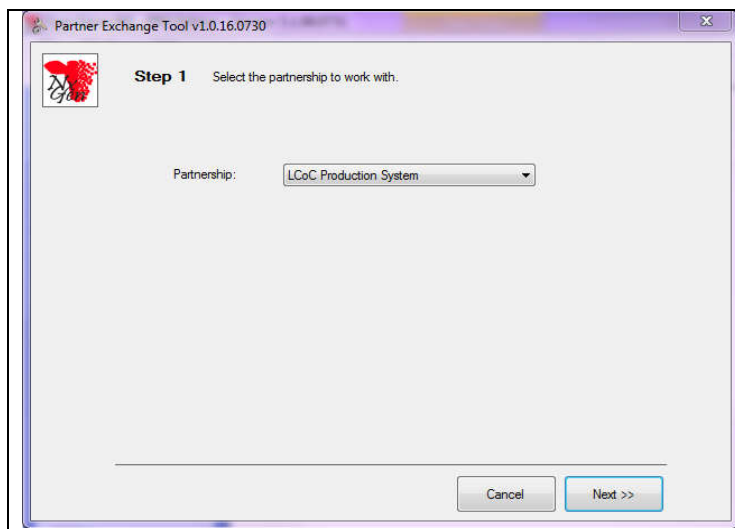 Partner Exchange Tool v1.0.16.0730
Step 1 Select the partnership to work with.
Partnership: LCoC Production System
Cancel Next >>